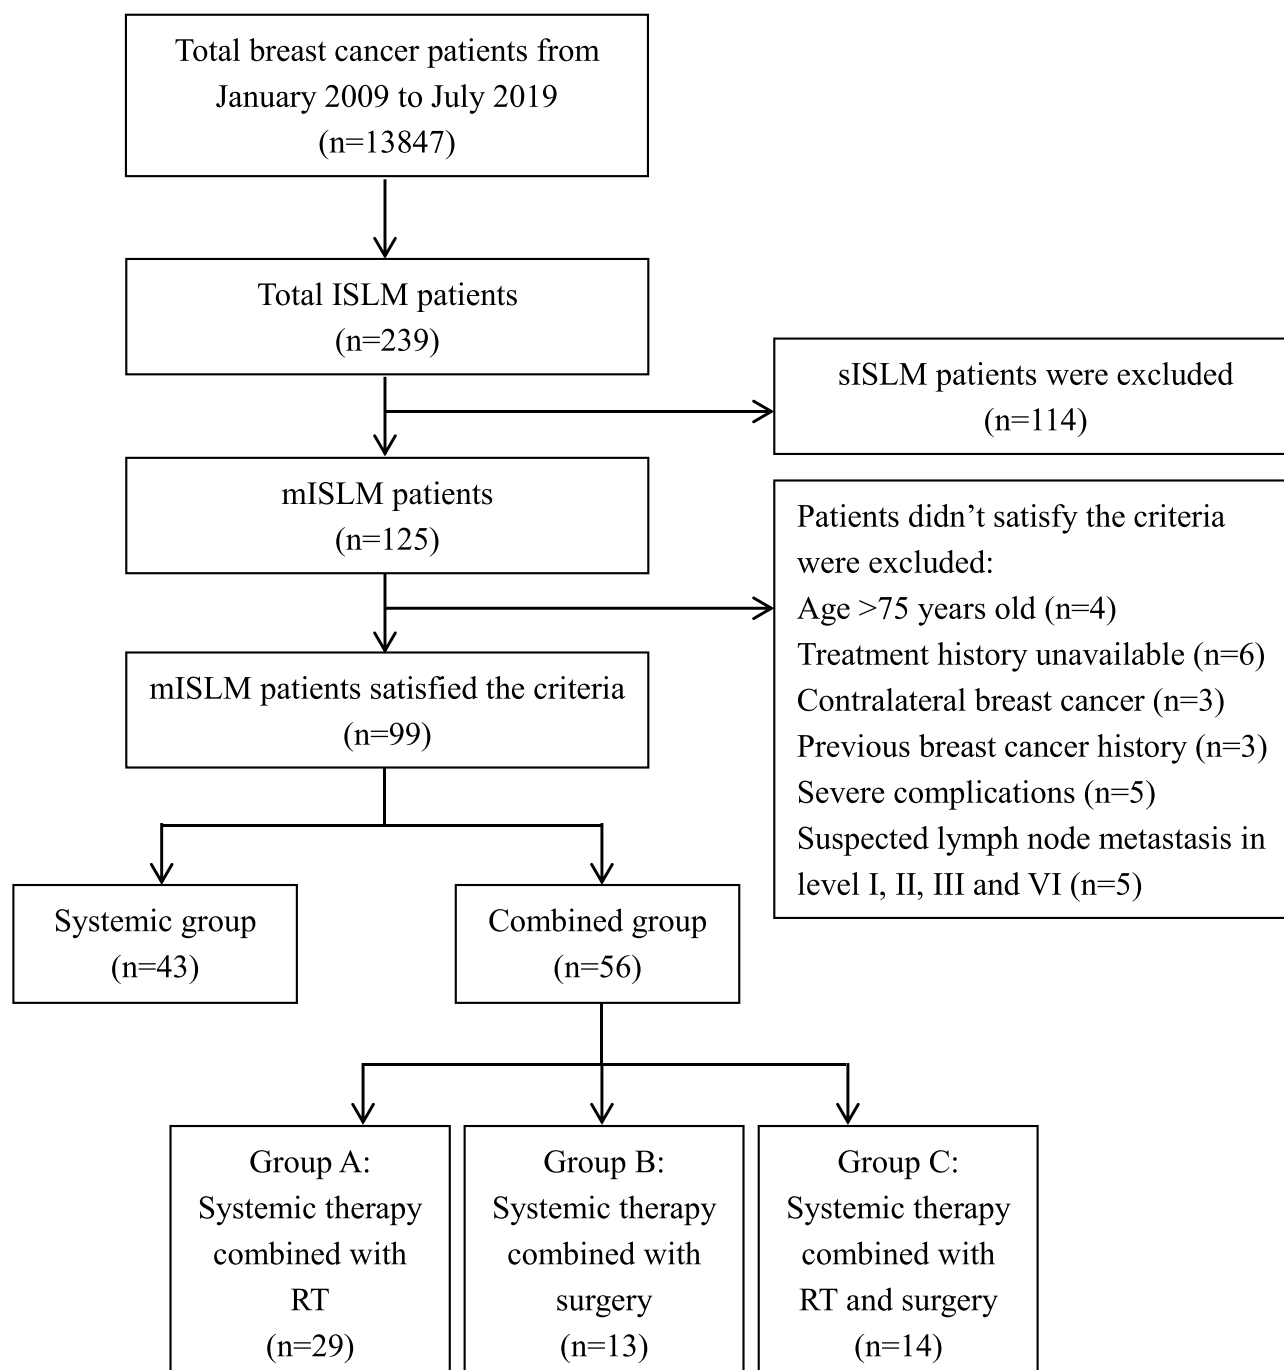 Total breast cancer patients from
January 2009 to July 2019
(n=13847)
Total ISLM patients
(n=239)
sISLM patients were excluded
(n=114)
mISLM patients
(n=125)
Patients didn’t satisfy the criteria
were excluded:
Age >75 years old (n=4)
Treatment history unavailable (n=6)
Contralateral breast cancer (n=3)
Previous breast cancer history (n=3)
Severe complications (n=5)
Suspected lymph node metastasis in
level I, II, III and VI (n=5)
mISLM patients satisfied the criteria
(n=99)
Systemic group
(n=43)
Combined group
(n=56)
Group A:
Systemic therapy
combined with
RT
(n=29)
Group B:
Systemic therapy
combined with
surgery
(n=13)
Group C:
Systemic therapy
combined with
RT and surgery
(n=14)